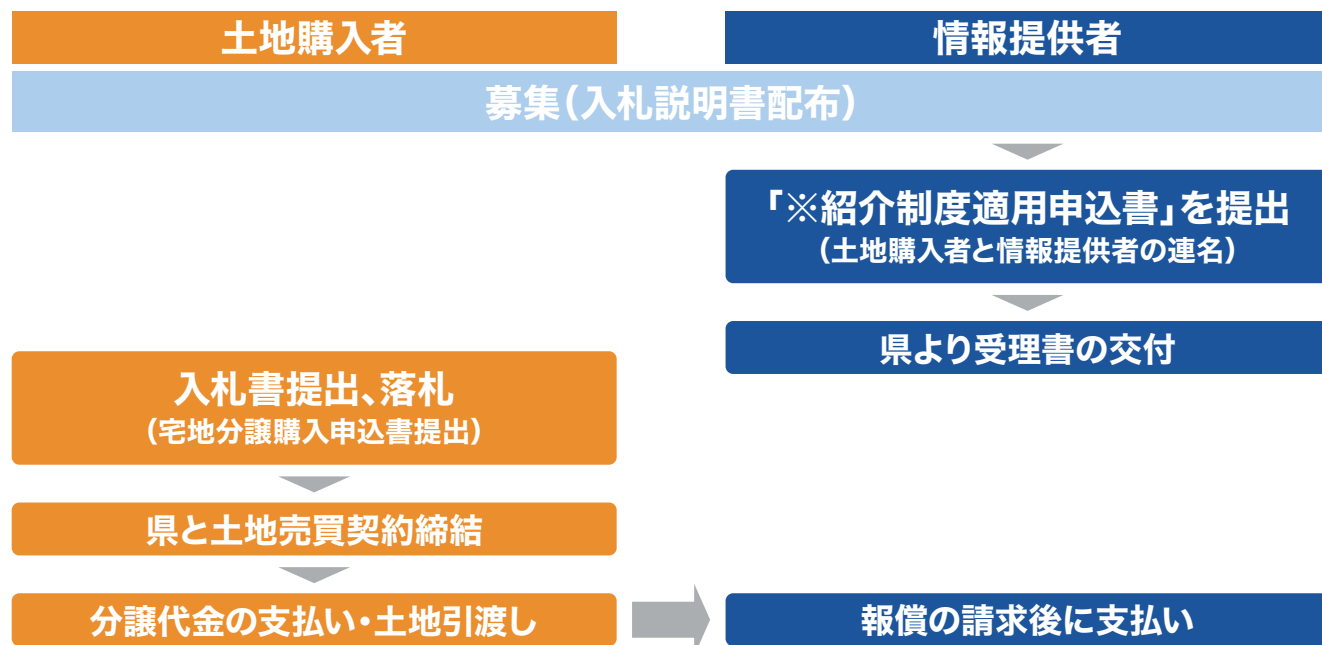 土地購入者
情報提供者
募集(入札説明書配布)
「※紹介制度適用申込書」を提出
(土地購入者と情報提供者の連名)
県より受理書の交付
入札書提出、落札
(宅地分譲購入申込書提出)
県と土地売買契約締結
分譲代金の支払い・土地引渡し
報償の請求後に支払い